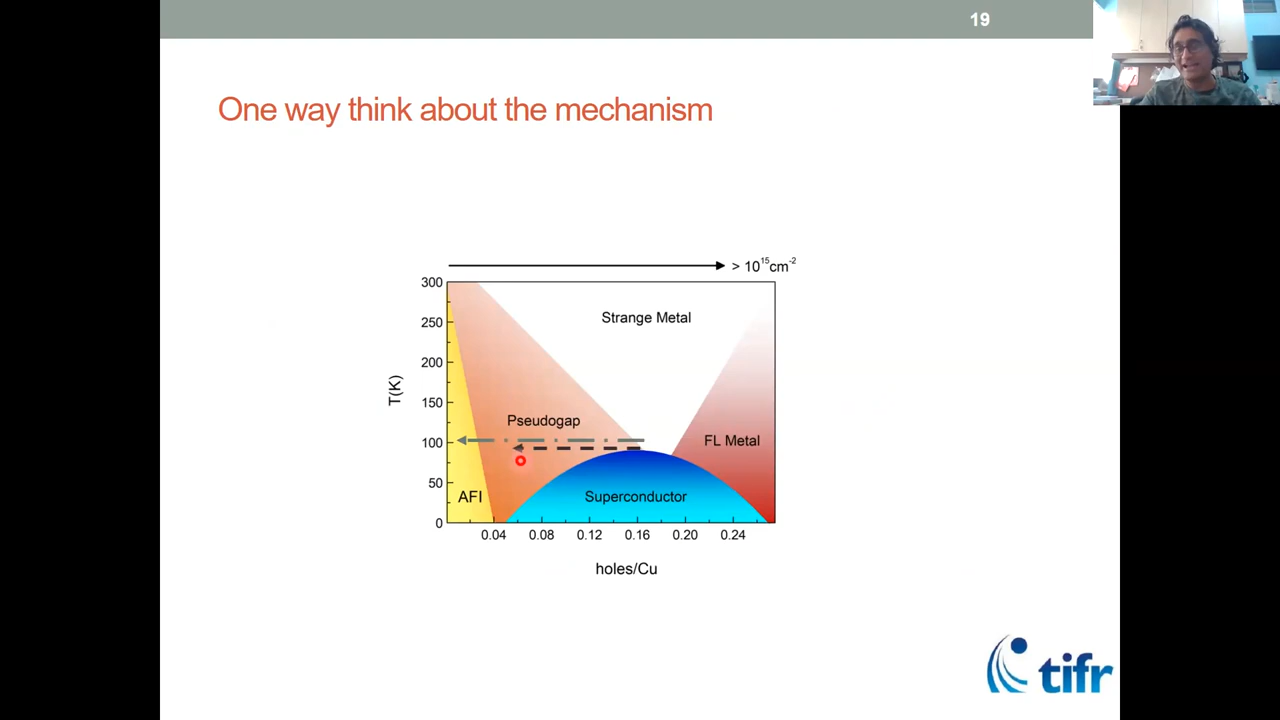 19
One way think about the mechanism
> 10¹⁵cm⁻²
300
250
200
150
100
50
0
T(K)
Strange Metal
Pseudogap
FL Metal
AFI
Superconductor
0.04 0.08 0.12 0.16 0.20 0.24
holes/Cu
tifr